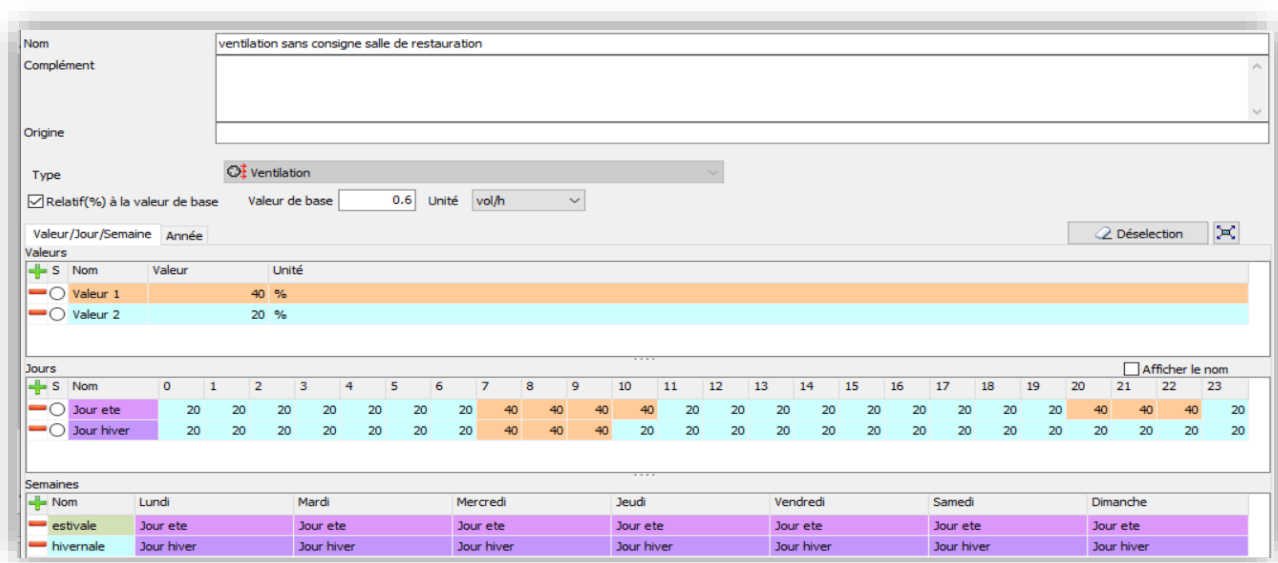 Nom ventilation sans consigne salle de restauration
Complément
Origine
Type Ventilation
Relatif(%) à la valeur de base Valeur de base 0.6 Unité vol/h
Valeur/Jour/Semaine Année Déselection
Valeurs
S Nom Valeur Unité
Valeur 1 40 %
Valeur 2 20 %
Jours Afficher le nom
S Nom 0 1 2 3 4 5 6 7 8 9 10 11 12 13 14 15 16 17 18 19 20 21 22 23
Jour ete 20 20 20 20 20 20 20 40 40 40 40 20 20 20 20 20 20 20 20 20 40 40 40 20
Jour hiver 20 20 20 20 20 20 20 40 40 40 20 20 20 20 20 20 20 20 20 20 20 20 20 20
Semaines
Nom Lundi Mardi Mercredi Jeudi Vendredi Samedi Dimanche
estivale Jour ete Jour ete Jour ete Jour ete Jour ete Jour ete Jour ete
hivernale Jour hiver Jour hiver Jour hiver Jour hiver Jour hiver Jour hiver Jour hiver